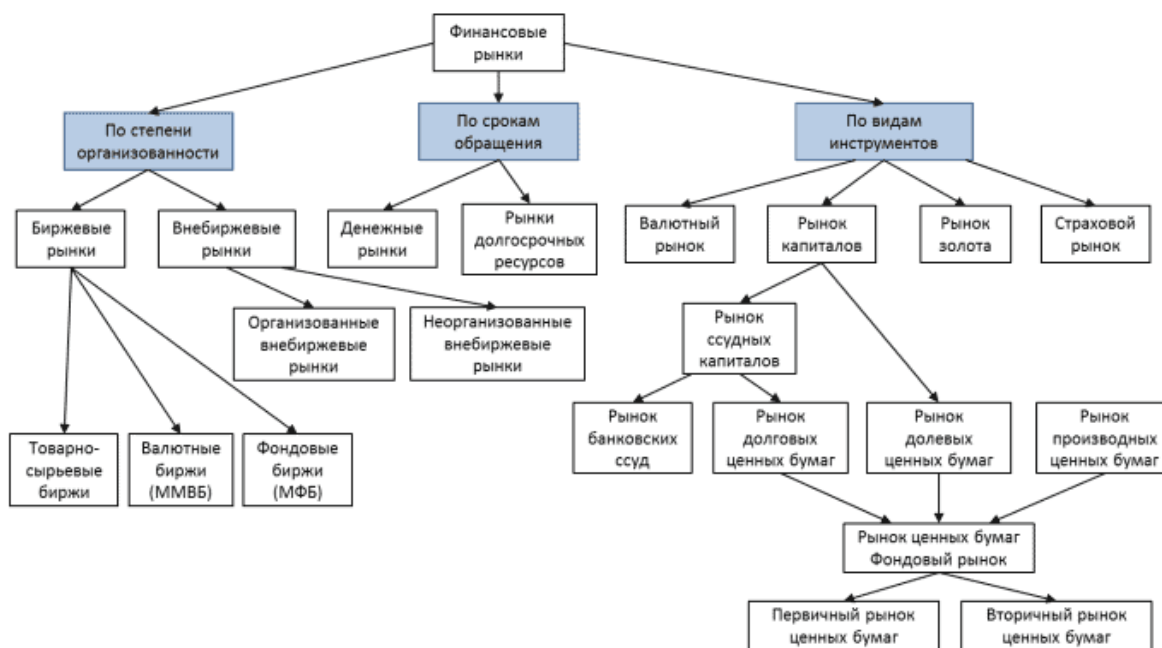 Финансовые
рынки
По степени
организованности
По срокам
обращения
По видам
инструментов
Биржевые
рынки
Внебиржевые
рынки
Денежные
рынки
Рынки
долгосрочных
ресурсов
Валютный
рынок
Рынок
капиталов
Рынок
золота
Страховой
рынок
Организованные
внебиржевые
рынки
Неорганизованные
внебиржевые
рынки
Рынок
ссудных
капиталов
Товарно-
сырьевые
биржи
Валютные
биржи
(ММВБ)
Фондовые
биржи
(МФБ)
Рынок
банковских
ссуд
Рынок
долговых
ценных бумаг
Рынок
долевых
ценных бумаг
Рынок
производных
ценных бумаг
Рынок ценных бумаг
Фондовый рынок
Первичный рынок
ценных бумаг
Вторичный рынок
ценных бумаг